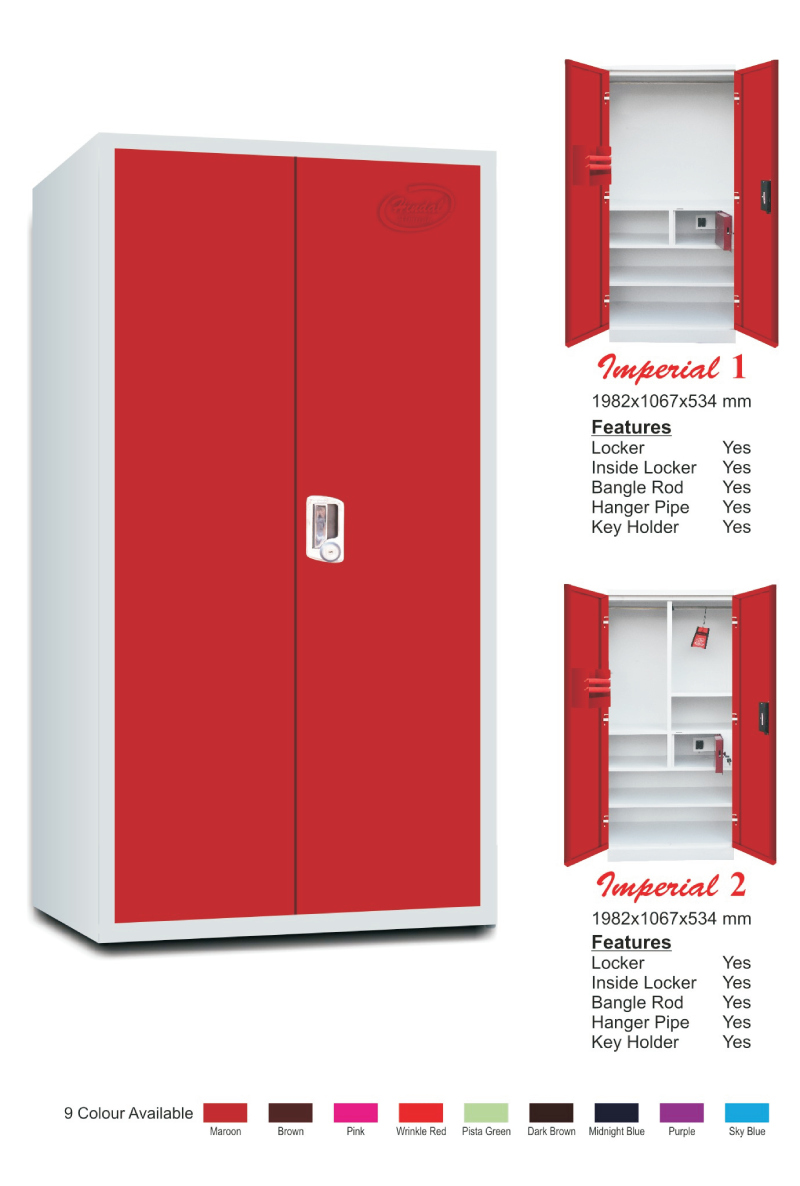 Imperial 1
1982x1067x534 mm
Features
Locker Yes
Inside Locker Yes
Bangle Rod Yes
Hanger Pipe Yes
Key Holder Yes
Imperial 2
1982x1067x534 mm
Features
Locker Yes
Inside Locker Yes
Bangle Rod Yes
Hanger Pipe Yes
Key Holder Yes
9 Colour Available
Maroon Brown Pink Wrinkle Red Pista Green Dark Brown Midnight Blue Purple Sky Blue